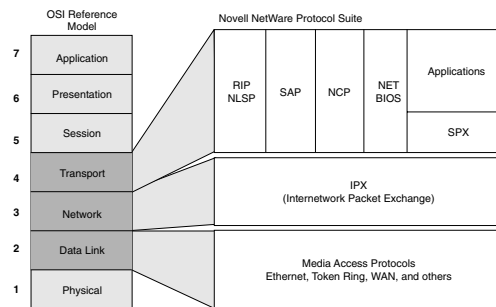 OSI Reference
Model
Novell NetWare Protocol Suite
7
Application
6
Presentation
5
Session
4
Transport
3
Network
2
Data Link
1
Physical
RIP
NLSP
SAP
NCP
NET
BIOS
Applications
SPX
IPX
(Internetwork Packet Exchange)
Media Access Protocols
Ethernet, Token Ring, WAN, and others